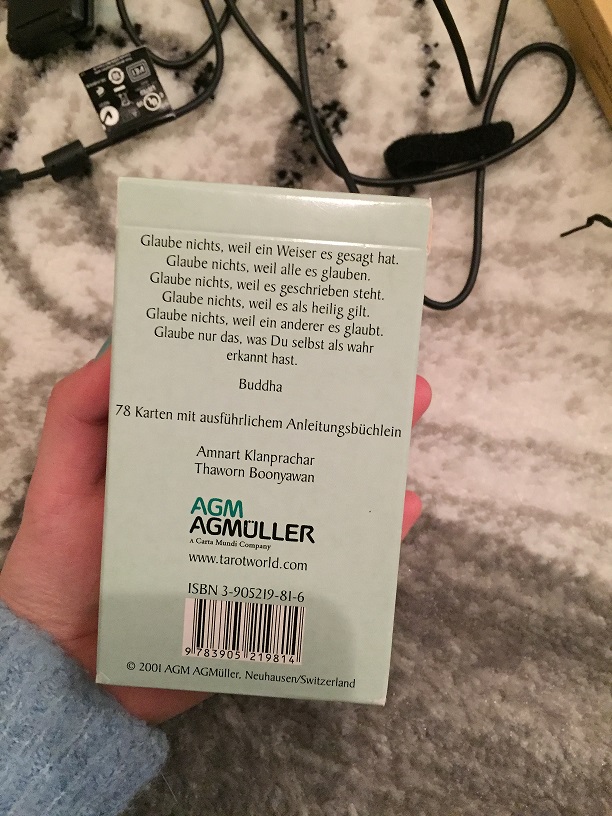 Glaube nichts, weil ein Weiser es gesagt hat.
Glaube nichts, weil alle es glauben.
Glaube nichts, weil es geschrieben steht.
Glaube nichts, weil es als heilig gilt.
Glaube nichts, weil ein anderer es glaubt.
Glaube nur das, was Du selbst als wahr
erkannt hast.
Buddha
78 Karten mit ausführlichem Anleitungsbüchlein
Amnart Klanprachar
Thaworn Boonyawan
AGM
AGMÜLLER
a Carta Mundi Company
www.tarotworld.com
ISBN 3-905219-81-6
9 783905 219814
© 2001 AGM AGMüller, Neuhausen/Switzerland